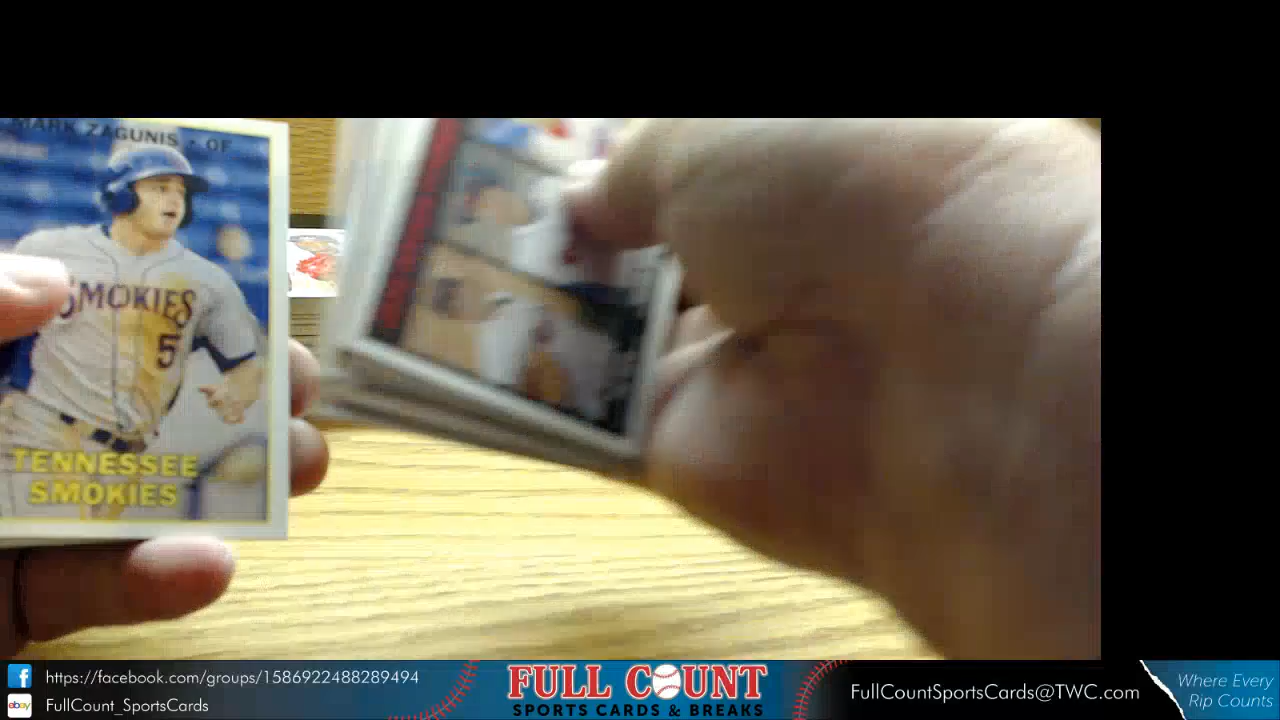 MARK ZAGUNIS • OF
SMOKIES
5
TENNESSEE
SMOKIES
https://facebook.com/groups/1586922488289494
ebay
FullCount_SportsCards
FULL COUNT
SPORTS CARDS & BREAKS
FullCountSportsCards@TWC.com
Where Every
Rip Counts